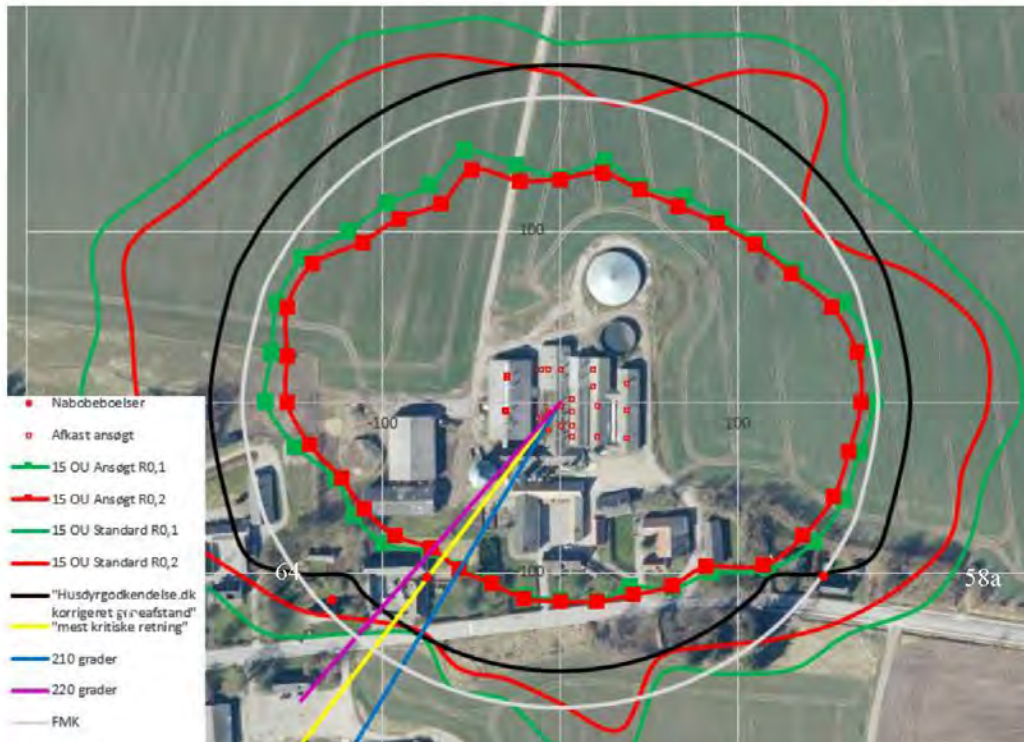 100
100
100
Nabobeboelser
Afkast ansøgt
15 OU Ansøgt R0,1
15 OU Ansøgt R0,2
15 OU Standard R0,1
15 OU Standard R0,2
"Husdyrgodkendelse.dk
korrigeret geneafstand"
"mest kritiske retning"
210 grader
220 grader
FMK
64
100
58a